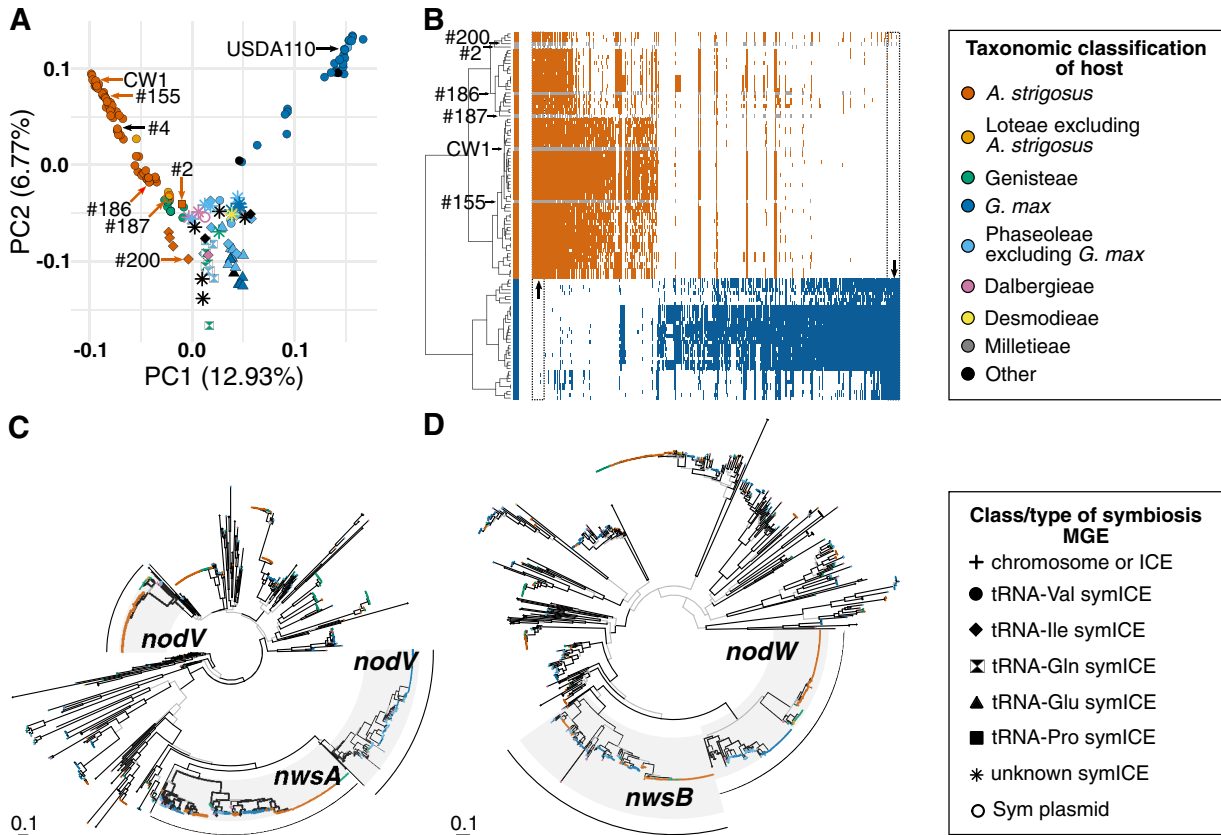 A
USDA110
CW1
#155
#4
#2
#186
#187
#200
0.1
0.0
-0.1
-0.1
0.0
0.1
PC2 (6.77%)
PC1 (12.93%)
B
#200
#2
#186
#187
CW1
#155
Taxonomic classification
of host
A. strigosus
Loteae excluding
A. strigosus
Genisteae
G. max
Phaseoleae
excluding G. max
Dalbergieae
Desmodieae
Milletieae
Other
C
nodV
nodV
nwsA
0.1
D
nodW
nwsB
0.1
Class/type of symbiosis
MGE
chromosome or ICE
tRNA-Val symICE
tRNA-Ile symICE
tRNA-Gln symICE
tRNA-Glu symICE
tRNA-Pro symICE
unknown symICE
Sym plasmid